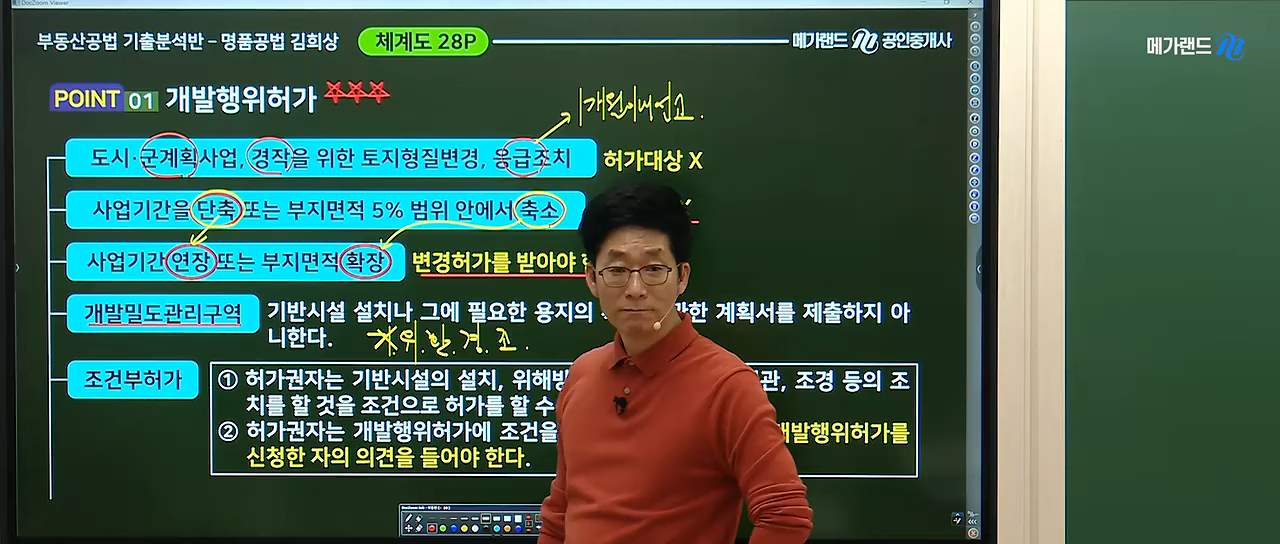 DocZoom Viewer
부동산공법 기출분석반 – 명품공법 김희상
체계도 28P
메가랜드 공인중개사
메가랜드
POINT 01 개발행위허가
1개월이내신고.
도시·군계획사업, 경작을 위한 토지형질변경, 응급조치 허가대상 X
사업기간을 단축 또는 부지면적 5% 범위 안에서 축소
사업기간 연장 또는 부지면적 확장 변경허가를 받아야
개발밀도관리구역 기반시설 설치나 그에 필요한 용지의 한 계획서를 제출하지 아
니한다.
위.환.경.조.
조건부허가
① 허가권자는 기반시설의 설치, 위해방 관, 조경 등의 조
치를 할 것을 조건으로 허가를 할 수
② 허가권자는 개발행위허가에 조건을 개발행위허가를
신청한 자의 의견을 들어야 한다.